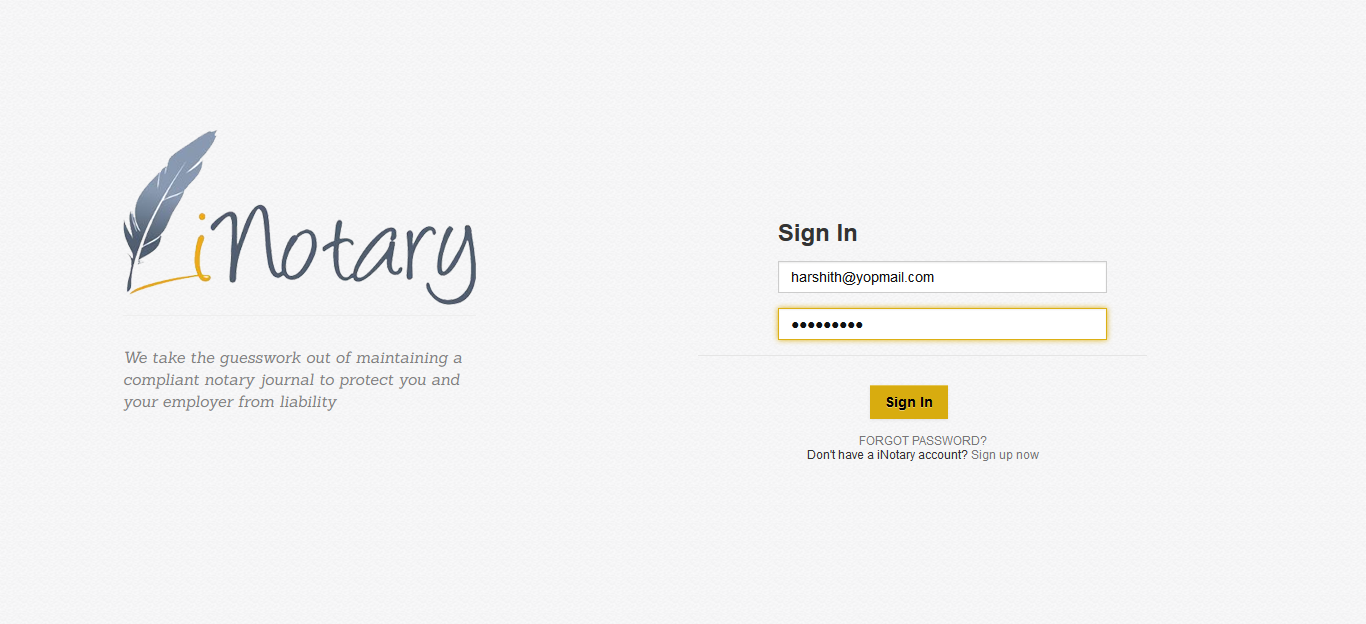 iNotary
We take the guesswork out of maintaining a
compliant notary journal to protect you and
your employer from liability
Sign In
harshith@yopmail.com
●●●●●●●●●
Sign In
FORGOT PASSWORD?
Don't have a iNotary account? Sign up now